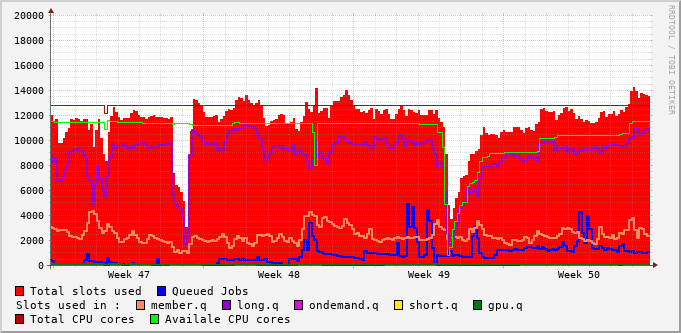 20000
18000
16000
14000
12000
10000
8000
6000
4000
2000
0
Week 47 Week 48 Week 49 Week 50
RRDTOOL / TOBI OETIKER
Total slots used Queued Jobs
Slots used in : member.q long.q ondemand.q short.q gpu.q
Total CPU cores Availale CPU cores